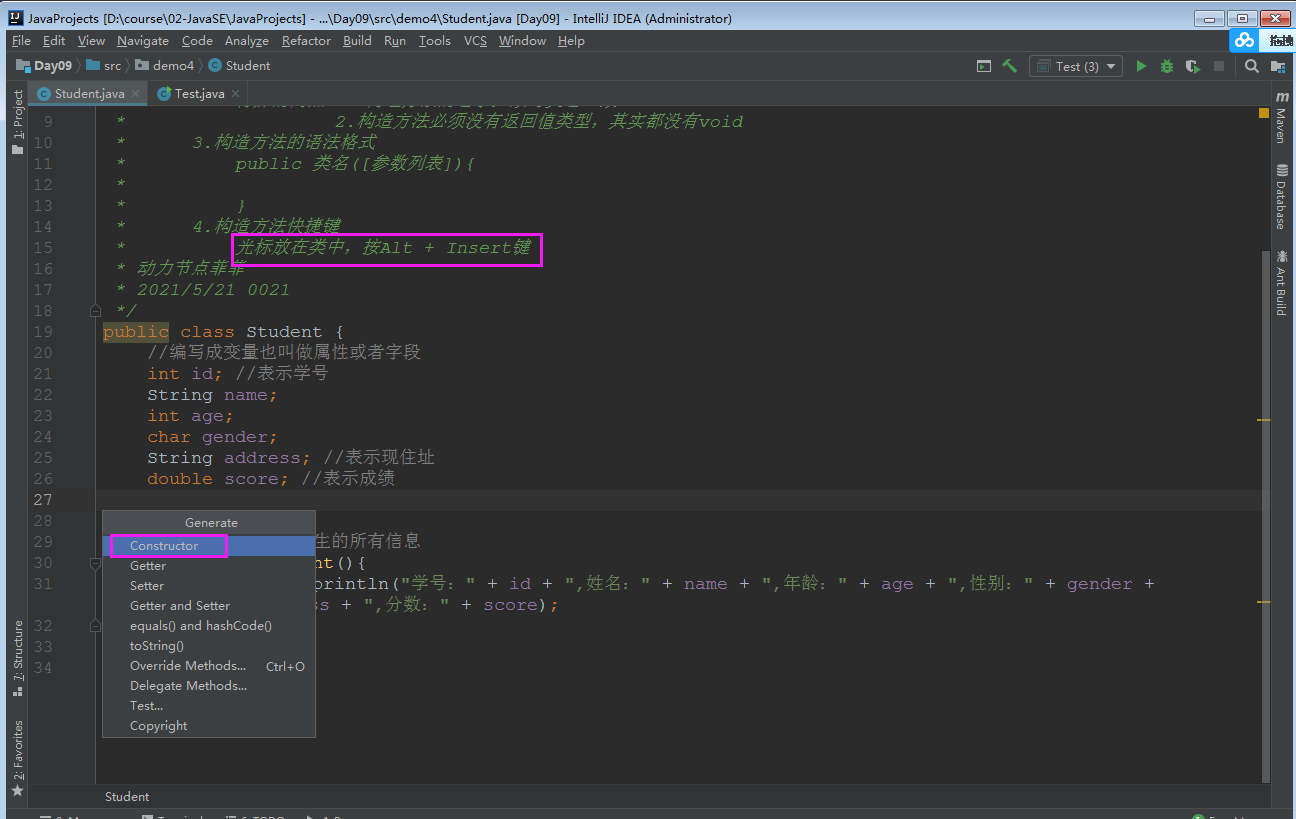 JavaProjects [D:\course\02-JavaSE\JavaProjects] - ...\Day09\src\demo4\Student.java [Day09] - IntelliJ IDEA (Administrator)
File Edit View Navigate Code Analyze Refactor Build Run Tools VCS Window Help
Day09 src demo4 Student Test (3)
Student.java Test.java
1: Project
Maven
Database
Ant Build
9 * 2.构造方法必须没有返回值类型，其实都没有void
10 * 3.构造方法的语法格式
11 * public 类名([参数列表]){
12 *
13 * }
14 * 4.构造方法快捷键
15 * 光标放在类中，按Alt + Insert键
16 * 动力节点菲菲
17 * 2021/5/21 0021
18 */
19 public class Student {
20 //编写成变量也叫做属性或者字段
21 int id; //表示学号
22 String name;
23 int age;
24 char gender;
25 String address; //表示现住址
26 double score; //表示成绩
27
28
29 生的所有信息
30 nt(){
31 println("学号：" + id + ",姓名：" + name + ",年龄：" + age + ",性别：" + gender +
ss + ",分数：" + score);
32
33
34
Generate
Constructor
Getter
Setter
Getter and Setter
equals() and hashCode()
toString()
Override Methods... Ctrl+O
Delegate Methods...
Test...
Copyright
7: Structure
2: Favorites
Student